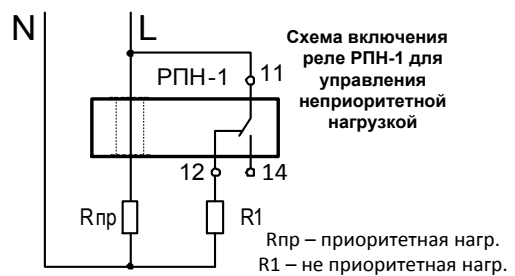 N L
Схема включения
реле РПН-1 для
управления
неприоритетной
нагрузкой
РПН-1 11
12 14
Rпр R1
Rпр – приоритетная нагр.
R1 – не приоритетная нагр.